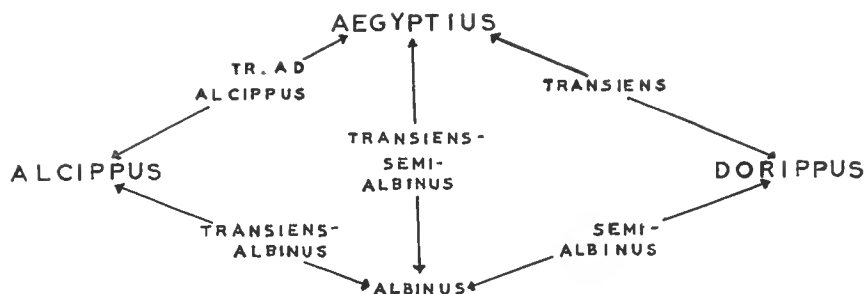 AEGYPTIUS
TR. AD
ALCIPPUS
TRANSIENS
TRANSIENS-
SEMI-
ALBINUS
ALCIPPUS
DORIPPUS
TRANSIENS-
ALBINUS
SEMI-
ALBINUS
ALBINUS